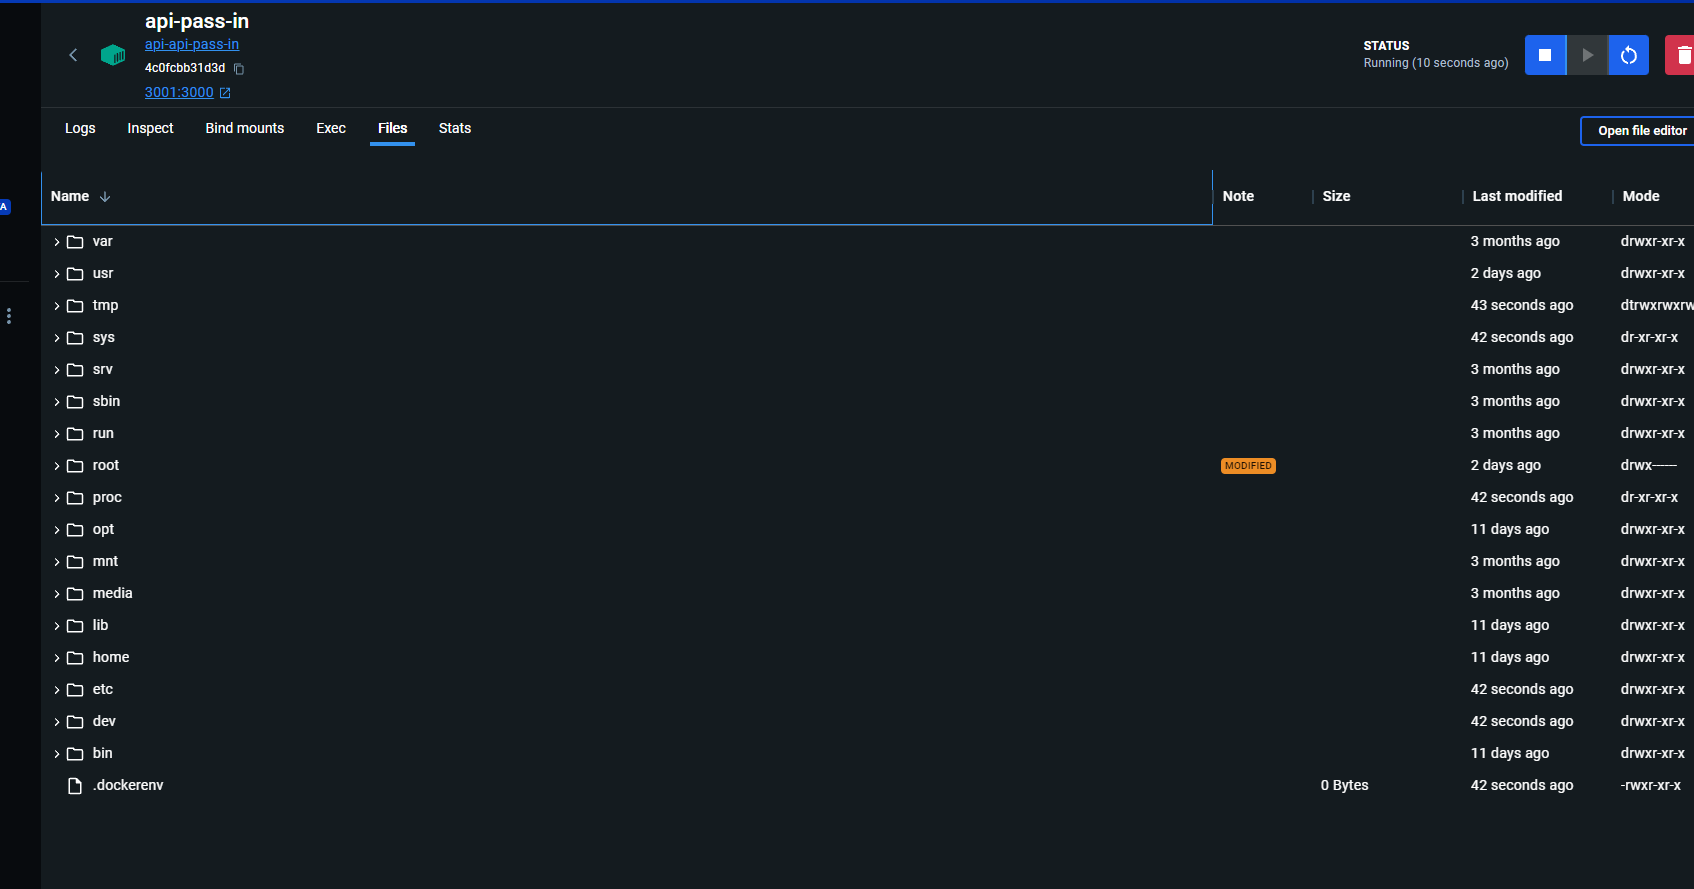 api-pass-in
api-api-pass-in
4c0fcbb31d3d
3001:3000
STATUS
Running (10 seconds ago)
Logs Inspect Bind mounts Exec Files Stats
Open file editor
A
Name Note Size Last modified Mode
var 3 months ago drwxr-xr-x
usr 2 days ago drwxr-xr-x
tmp 43 seconds ago dtrwxrwxrw
sys 42 seconds ago dr-xr-xr-x
srv 3 months ago drwxr-xr-x
sbin 3 months ago drwxr-xr-x
run 3 months ago drwxr-xr-x
root MODIFIED 2 days ago drwx------
proc 42 seconds ago dr-xr-xr-x
opt 11 days ago drwxr-xr-x
mnt 3 months ago drwxr-xr-x
media 3 months ago drwxr-xr-x
lib 11 days ago drwxr-xr-x
home 11 days ago drwxr-xr-x
etc 42 seconds ago drwxr-xr-x
dev 42 seconds ago drwxr-xr-x
bin 11 days ago drwxr-xr-x
.dockerenv 0 Bytes 42 seconds ago -rwxr-xr-x